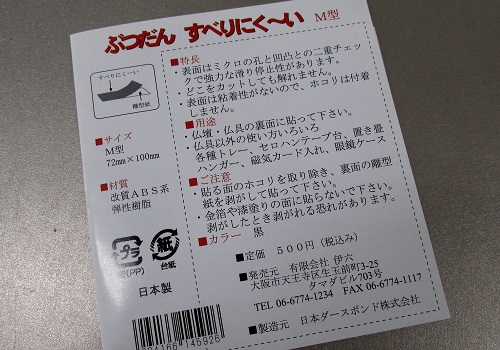 ぶつだん すべりにく〜い M型
すべりにく〜い
離型紙
■サイズ
M型
72mm×100mm
■材質
改質ABS系
弾性樹脂
プラ
(PP)
紙
台紙
日本製
■特長
・表面はミクロの孔と凹凸との二重チェッ
クで強力な滑り停止性があります。
・どこをカットしても解れません。
・表面は粘着性がないので、ホコリは付着
しません。
■用途
・仏壇・仏具の裏面に貼って下さい。
・仏具以外の使い方いろいろ
各種トレー、セロハンテープ台、置き畳
ハンガー、磁気カード入れ、眼鏡ケース
■ご注意
・貼る面のホコリを取り除き、裏面の離型
紙を剥がして貼って下さい。
・金箔や漆塗りの面に貼らないで下さい。
剥がしたとき剥がれる恐れがあります。
■カラー 黒
■定価 500円(税込み)
■発売元 有限会社 伊六
大阪市天王寺区生玉前町3-25
タマダビル703号
TEL 06-6774-1234 FAX 06-6774-1117
■製造元 日本ダースボンド株式会社